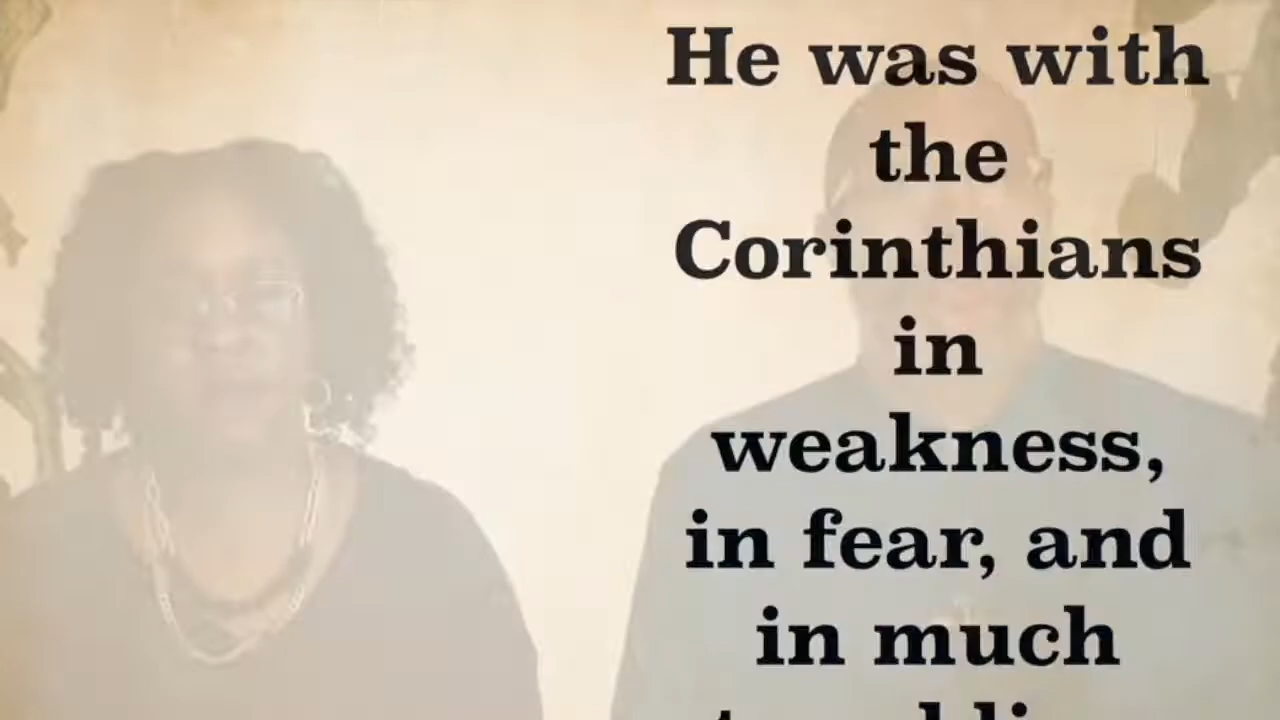 He was with
the
Corinthians
in
weakness,
in fear, and
in much